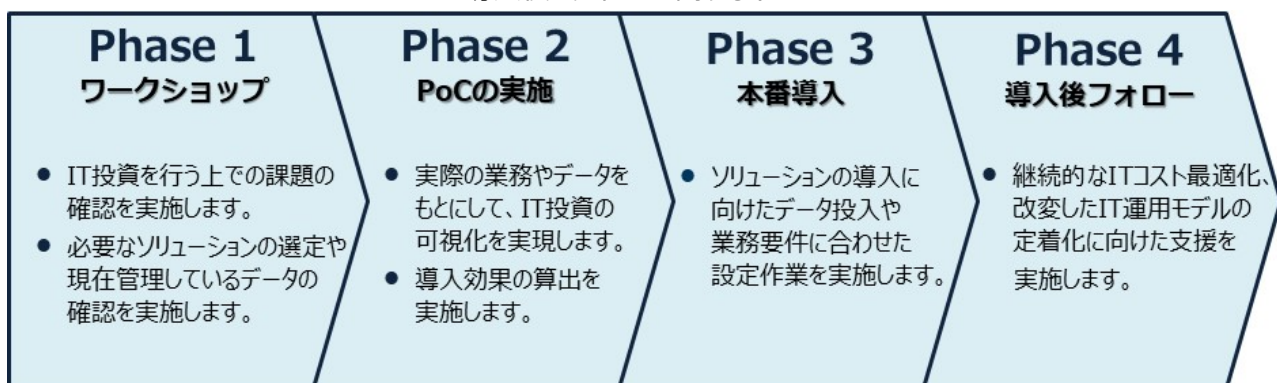 Phase 1
ワークショップ
● IT投資を行う上での課題の
確認を実施します。
● 必要なソリューションの選定や
現在管理しているデータの
確認を実施します。
Phase 2
PoCの実施
● 実際の業務やデータを
もとにして、IT投資の
可視化を実現します。
● 導入効果の算出を
実施します。
Phase 3
本番導入
● ソリューションの導入に
向けたデータ投入や
業務要件に合わせた
設定作業を実施します。
Phase 4
導入後フォロー
● 継続的なITコスト最適化、
改変したIT運用モデルの
定着化に向けた支援を
実施します。